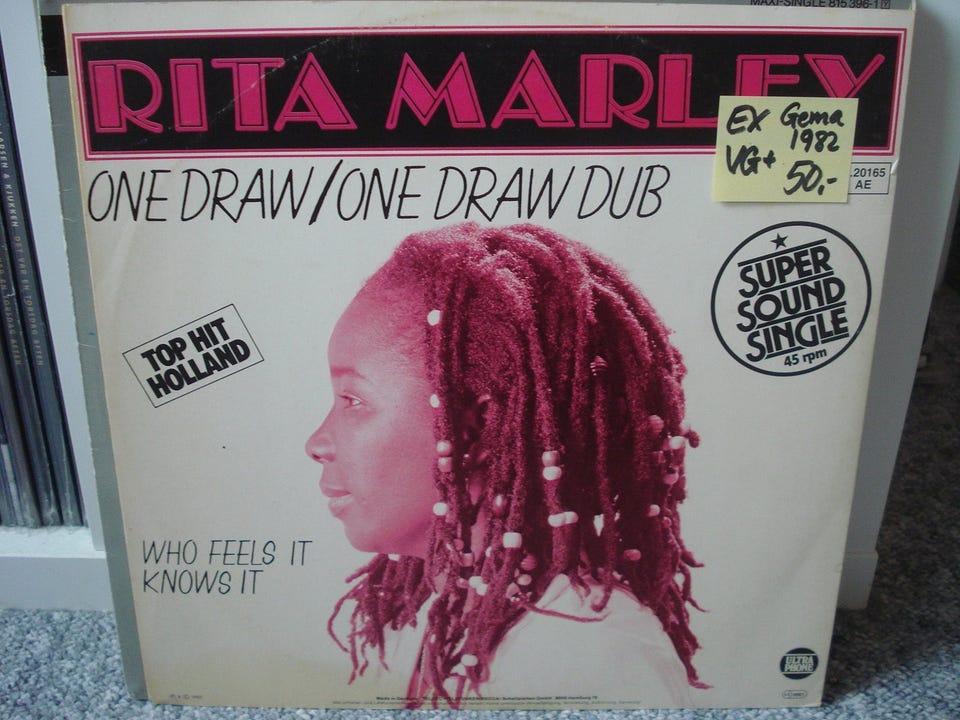 MAXI-SINGLE 815 396-1
RITA MARLEY
EX Gema
1982
VG+ 50,-
ONE DRAW/ONE DRAW DUB
.20165
AE
SUPER
SOUND
SINGLE
45 rpm
TOP HIT
HOLLAND
WHO FEELS IT
KNOWS IT
ULTRA
PHONE